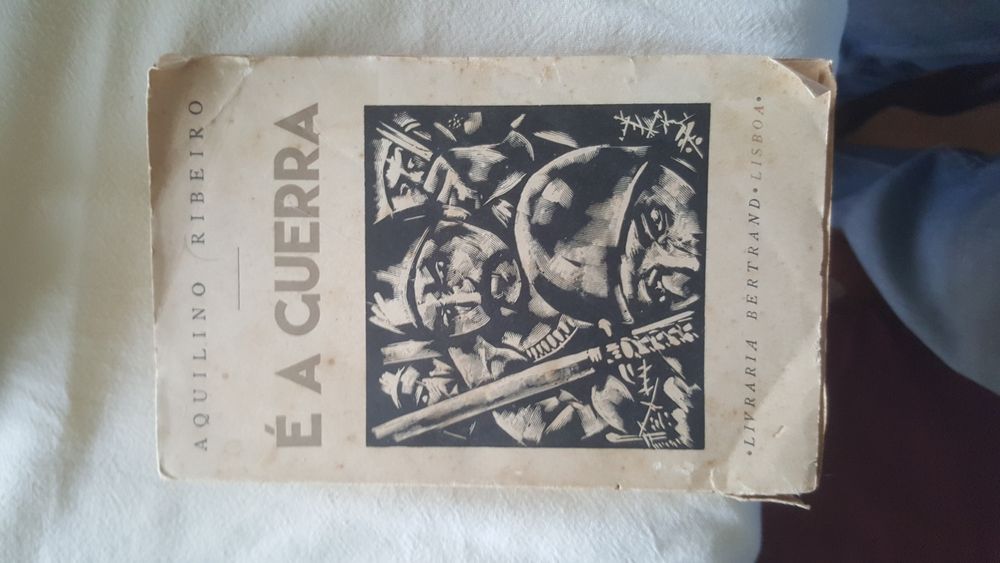 AQUILINO RIBEIRO
É A GUERRA
•LIVRARIA BERTRAND•LISBOA•